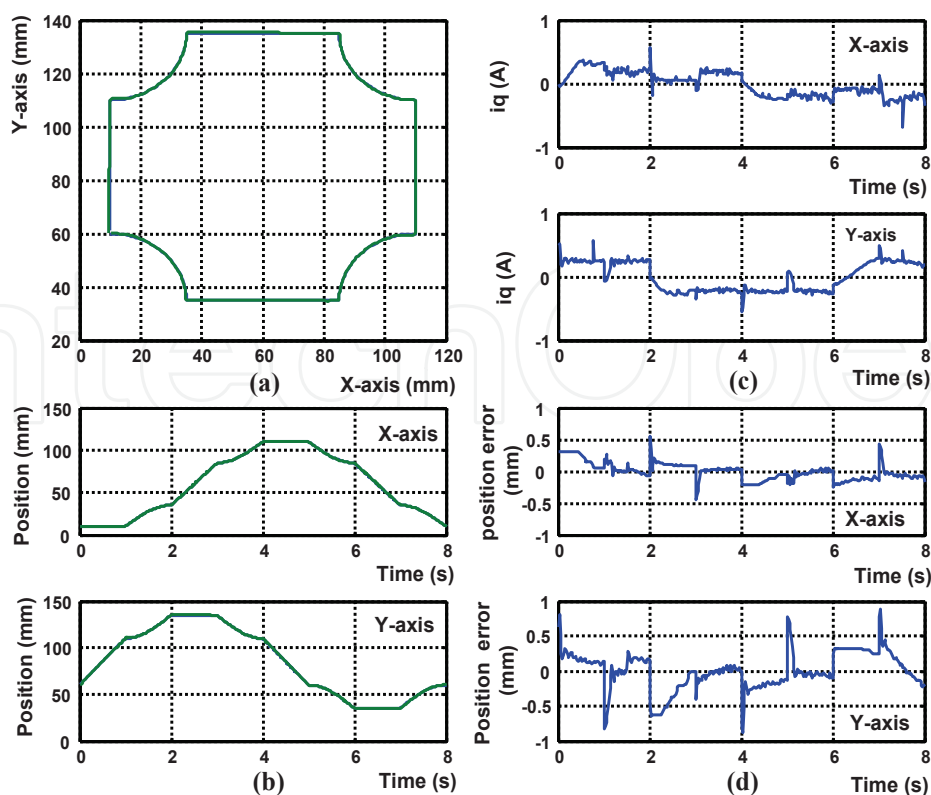 140
120
100
80
60
40
20
Y-axis (mm)
0 20 40 60 80 100 120
(a) X-axis (mm)
1
0
-1
iq (A)
X-axis
0 2 4 6 8
Time (s)
1
0
-1
iq (A)
Y-axis
0 2 4 6 8
(c) Time (s)
150
100
50
0
Position (mm)
X-axis
0 2 4 6 8
Time (s)
150
100
50
0
Position (mm)
Y-axis
0 2 4 6 8
(b) Time (s)
1
0.5
0
-0.5
-1
position error
(mm)
X-axis
0 2 4 6 8
Time (s)
1
0.5
0
-0.5
-1
Position error
(mm)
Y-axis
0 2 4 6 8
(d) Time (s)